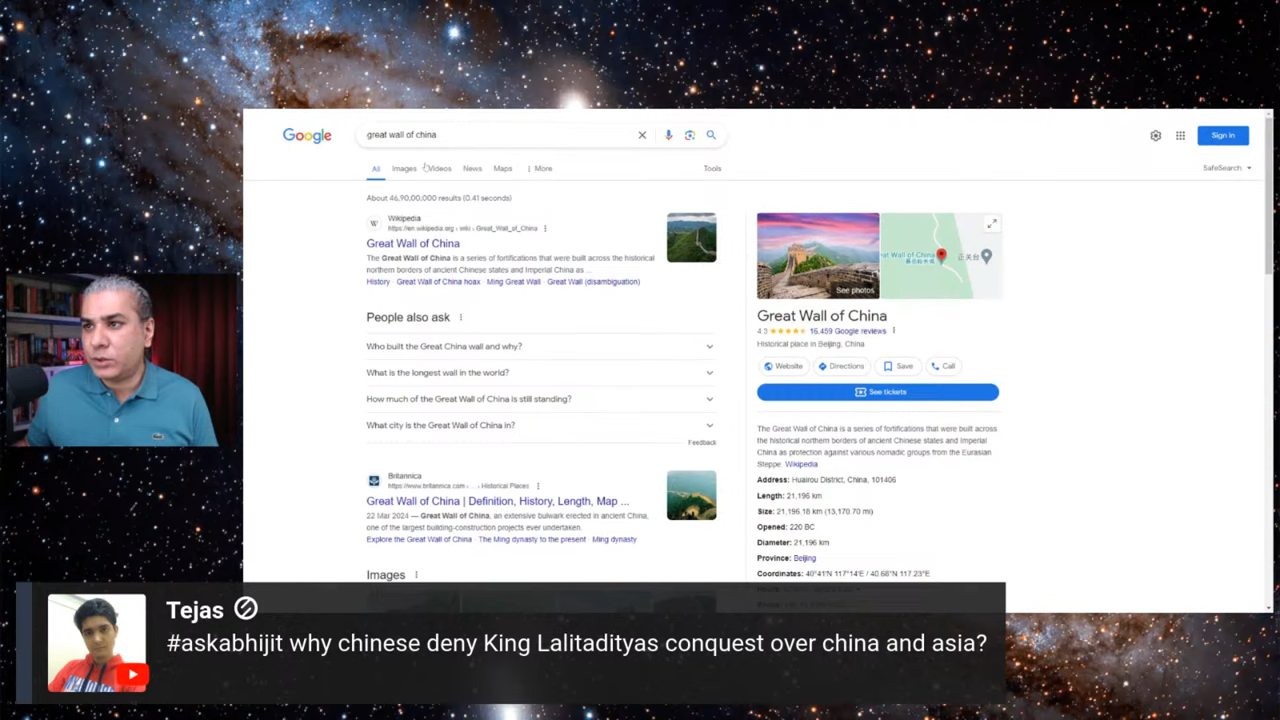 Google
great wall of china
Sign in
All Images Videos News Maps More
Tools
SafeSearch
About 46,90,00,000 results (0.41 seconds)
W
Wikipedia
https://en.wikipedia.org › wiki › Great_Wall_of_China
Great Wall of China
The Great Wall of China is a series of fortifications that were built across the historical
northern borders of ancient Chinese states and Imperial China as ...
History · Great Wall of China hoax · Ming Great Wall · Great Wall (disambiguation)
People also ask
Who built the Great China wall and why?
What is the longest wall in the world?
How much of the Great Wall of China is still standing?
What city is the Great Wall of China in?
Feedback
Britannica
https://www.britannica.com › ... › Historical Places
Great Wall of China | Definition, History, Length, Map ...
22 Mar 2024 — Great Wall of China, an extensive bulwark erected in ancient China,
one of the largest building-construction projects ever undertaken.
Explore the Great Wall of China · The Ming dynasty to the present · Ming dynasty
Images
See photos
at Wall of China
正关台
Great Wall of China
4.3 16,459 Google reviews
Historical place in Beijing, China
Website Directions Save Call
See tickets
The Great Wall of China is a series of fortifications that were built across
the historical northern borders of ancient Chinese states and Imperial
China as protection against various nomadic groups from the Eurasian
Steppe. Wikipedia
Address: Huairou District, China, 101406
Length: 21,196 km
Size: 21,196.18 km (13,170.70 mi)
Opened: 220 BC
Diameter: 21,196 km
Province: Beijing
Coordinates: 40°41′N 117°14′E / 40.68°N 117.23°E
Tejas
#askabhijit why chinese deny King Lalitadityas conquest over china and asia?